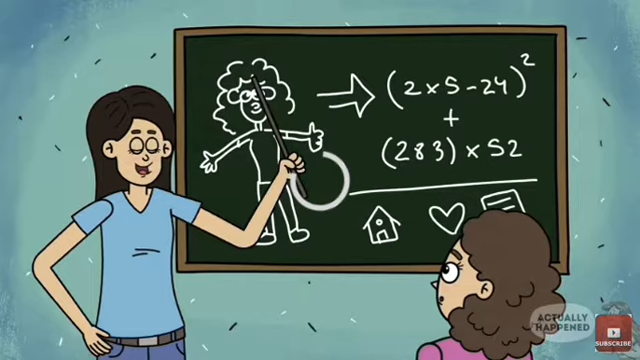 (2×5-24)²
+
(283)×52
ACTUALLY
HAPPENED
SUBSCRIBE